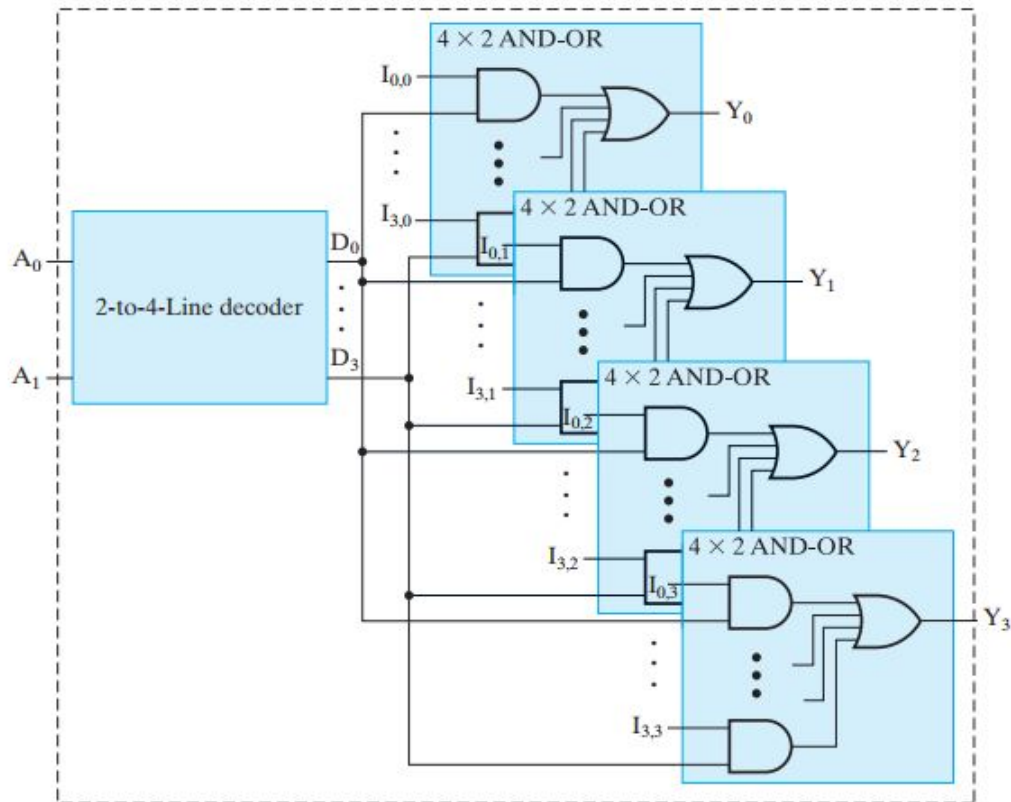 4 × 2 AND-OR
I0,0
Y0
I3,0
4 × 2 AND-OR
I0,1
D0
A0
Y1
2-to-4-Line decoder
D3
A1
I3,1
4 × 2 AND-OR
I0,2
Y2
I3,2
4 × 2 AND-OR
I0,3
Y3
I3,3